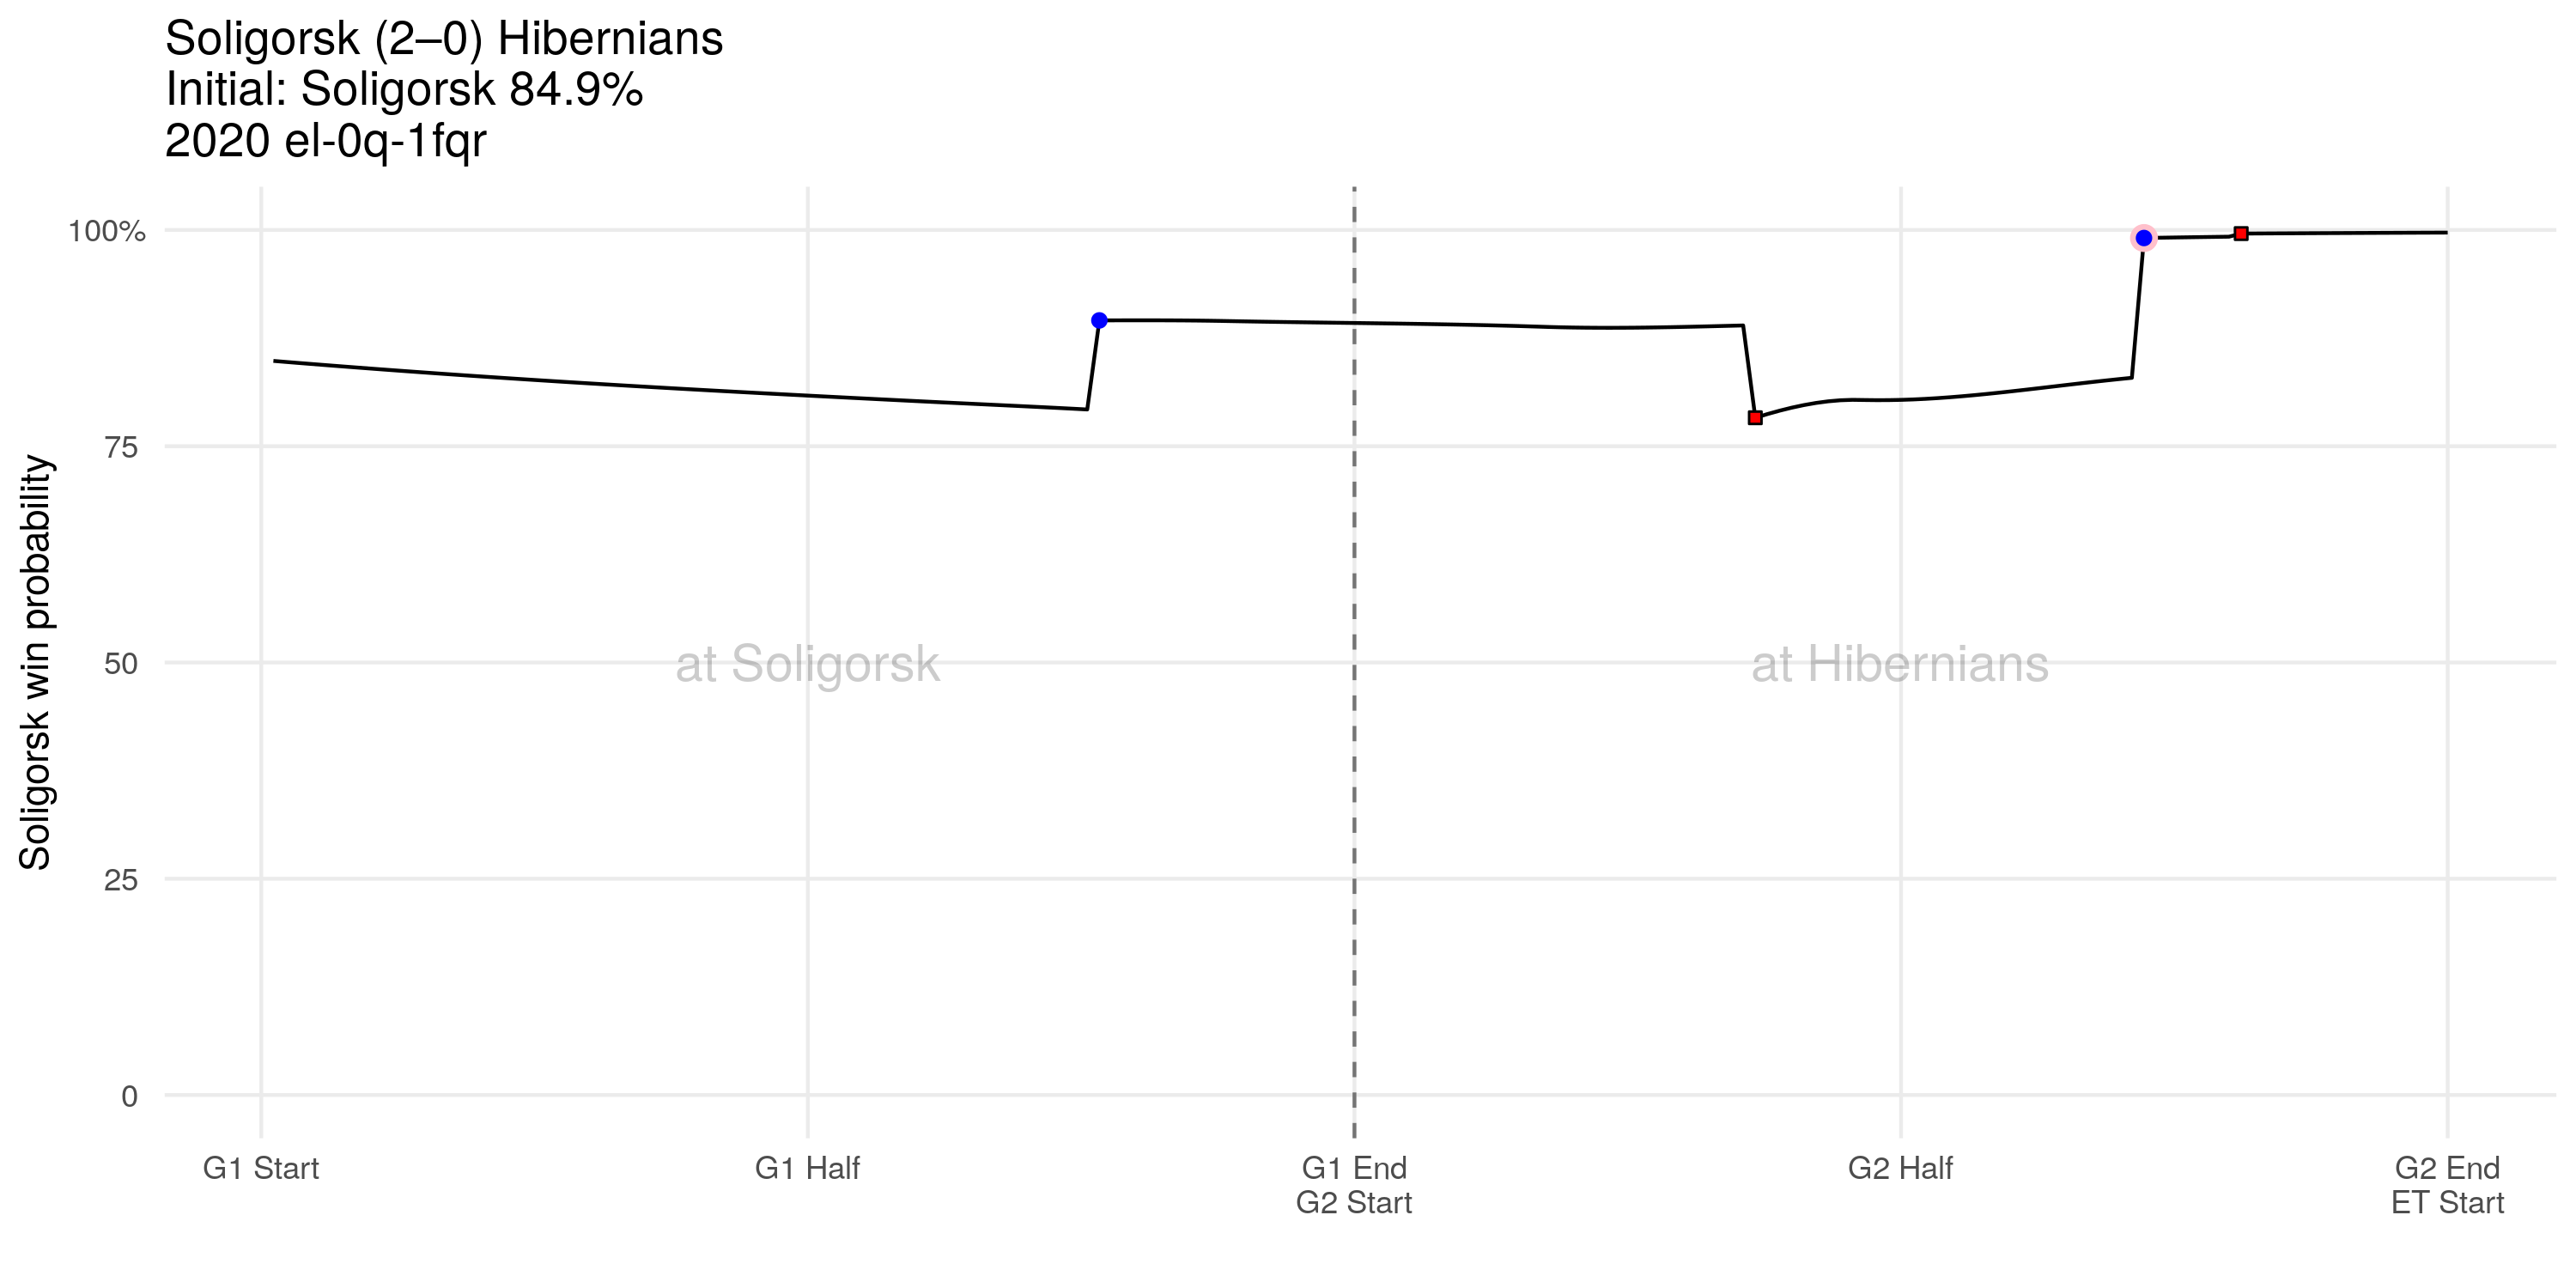 Soligorsk (2–0) Hibernians
Initial: Soligorsk 84.9%
2020 el-0q-1fqr
Soligorsk win probability
100%
75
50
25
0
at Soligorsk
at Hibernians
G1 Start
G1 Half
G1 End
G2 Start
G2 Half
G2 End
ET Start